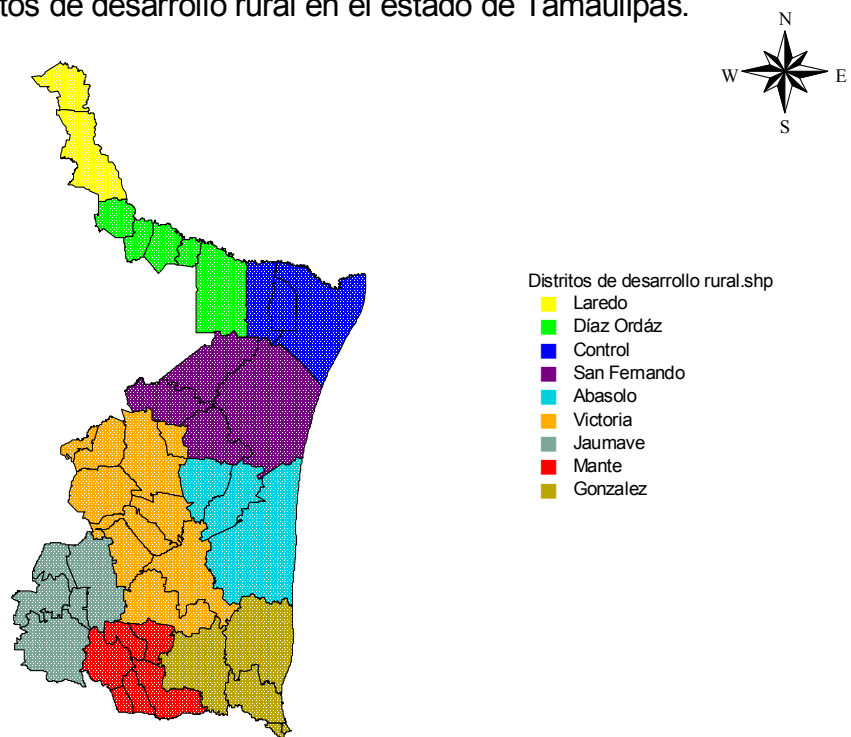 tos de desarrollo rural en el estado de Tamaulipas.
N
W E
S
Distritos de desarrollo rural.shp
Laredo
Díaz Ordáz
Control
San Fernando
Abasolo
Victoria
Jaumave
Mante
Gonzalez